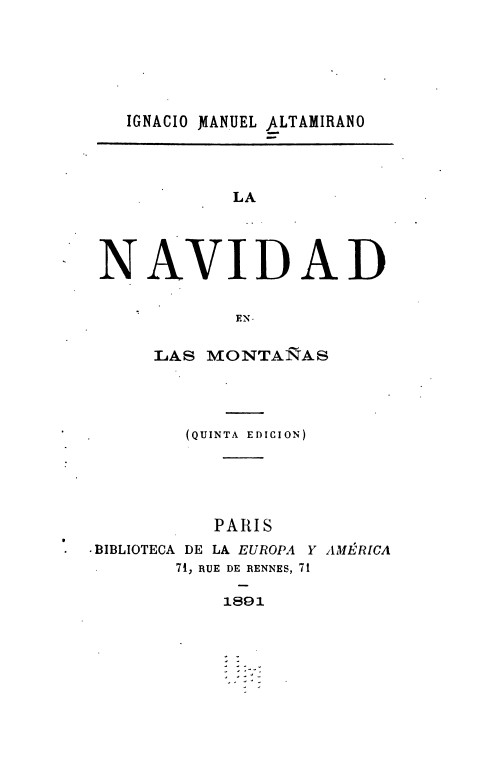 IGNACIO MANUEL ALTAMIRANO
LA
NAVIDAD
EN
LAS MONTAÑAS
(QUINTA EDICION)
PARIS
BIBLIOTECA DE LA EUROPA Y AMÉRICA
71, RUE DE RENNES, 71
1891